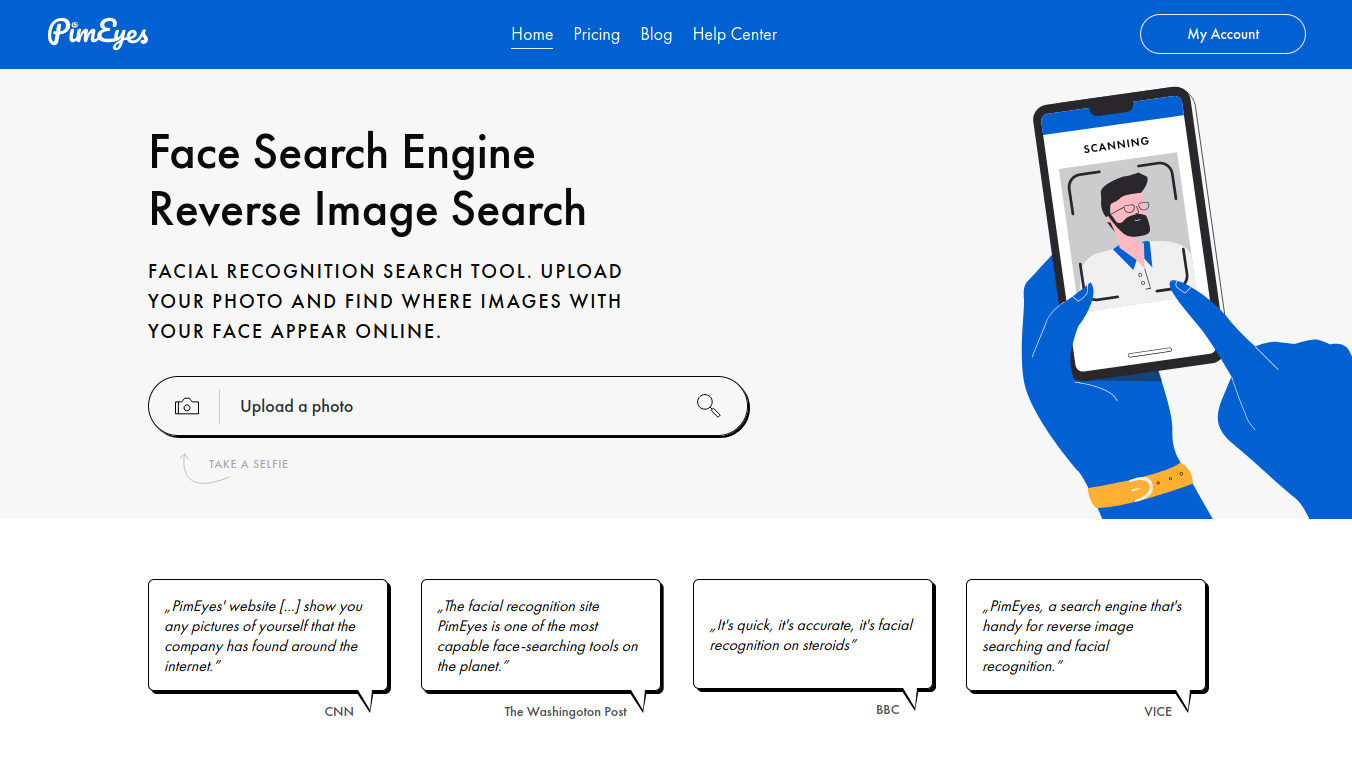 PimEyes
Home Pricing Blog Help Center
My Account
Face Search Engine
Reverse Image Search
FACIAL RECOGNITION SEARCH TOOL. UPLOAD
YOUR PHOTO AND FIND WHERE IMAGES WITH
YOUR FACE APPEAR ONLINE.
Upload a photo
TAKE A SELFIE
SCANNING
„PimEyes' website [...] show you
any pictures of yourself that the
company has found around the
internet.”
CNN
„The facial recognition site
PimEyes is one of the most
capable face-searching tools on
the planet.”
The Washingoton Post
„It's quick, it's accurate, it's facial
recognition on steroids”
BBC
„PimEyes, a search engine that's
handy for reverse image
searching and facial
recognition.”
VICE